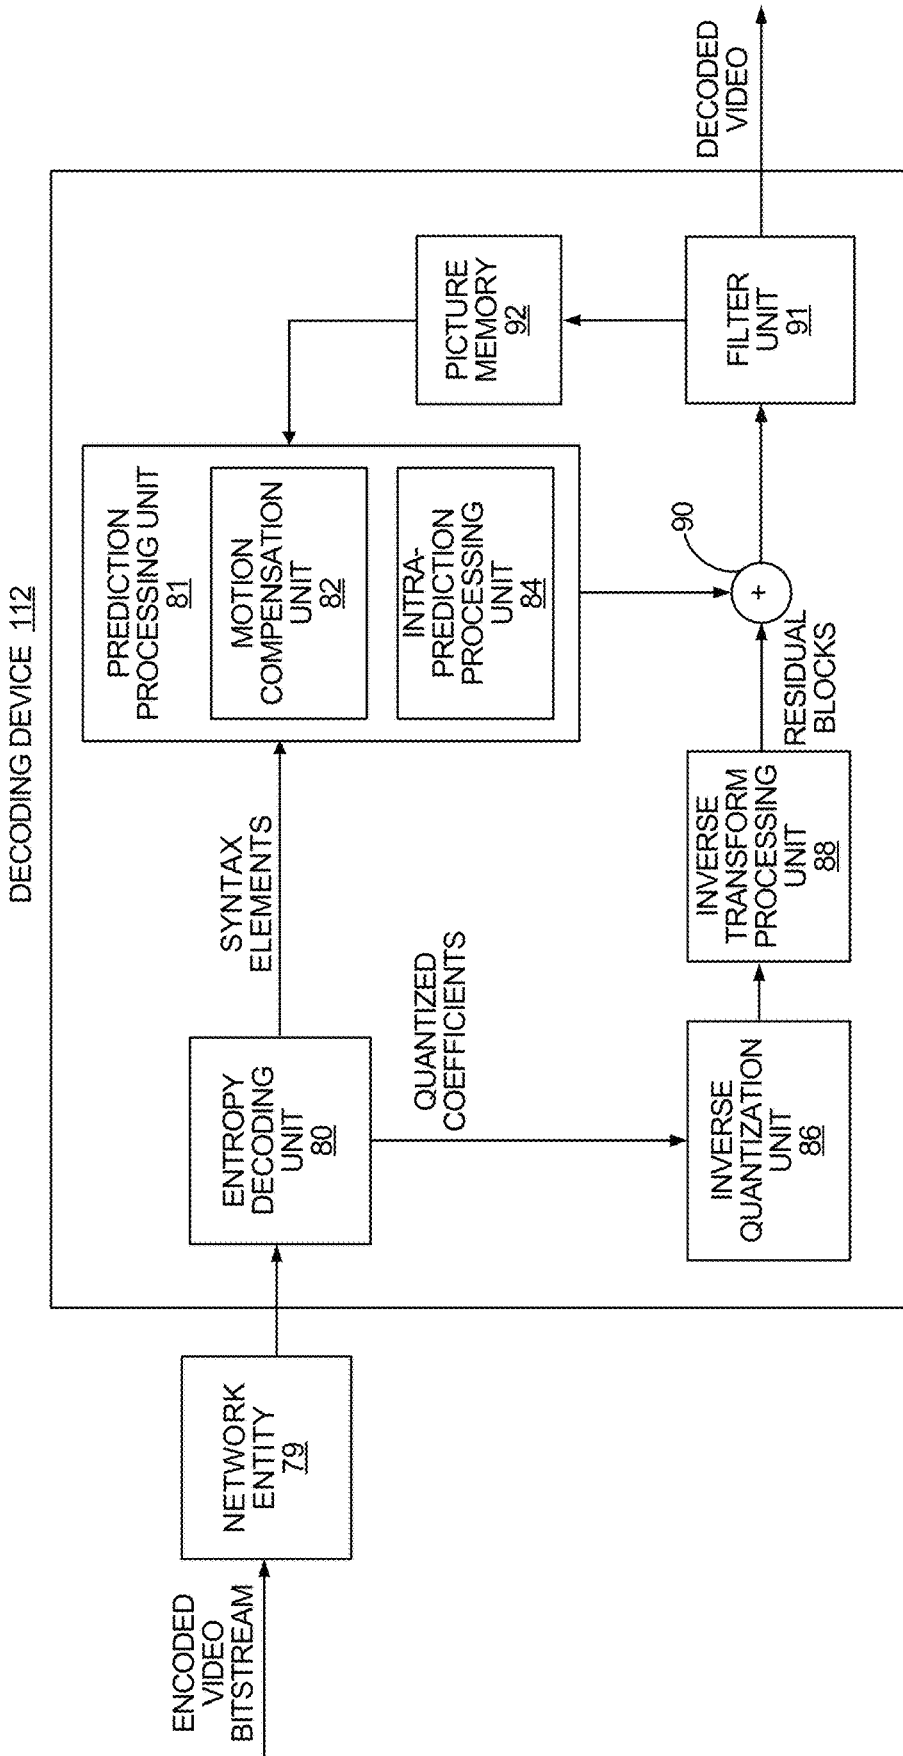 DECODING DEVICE 112
ENCODED
VIDEO
BITSTREAM
NETWORK
ENTITY
79
ENTROPY
DECODING
UNIT
80
SYNTAX
ELEMENTS
QUANTIZED
COEFFICIENTS
PREDICTION
PROCESSING UNIT
81
MOTION
COMPENSATION
UNIT
82
INTRA-
PREDICTION
PROCESSING
UNIT
84
PICTURE
MEMORY
92
INVERSE
QUANTIZATION
UNIT
86
INVERSE
TRANSFORM
PROCESSING
UNIT
88
RESIDUAL
BLOCKS
90
+
FILTER
UNIT
91
DECODED
VIDEO